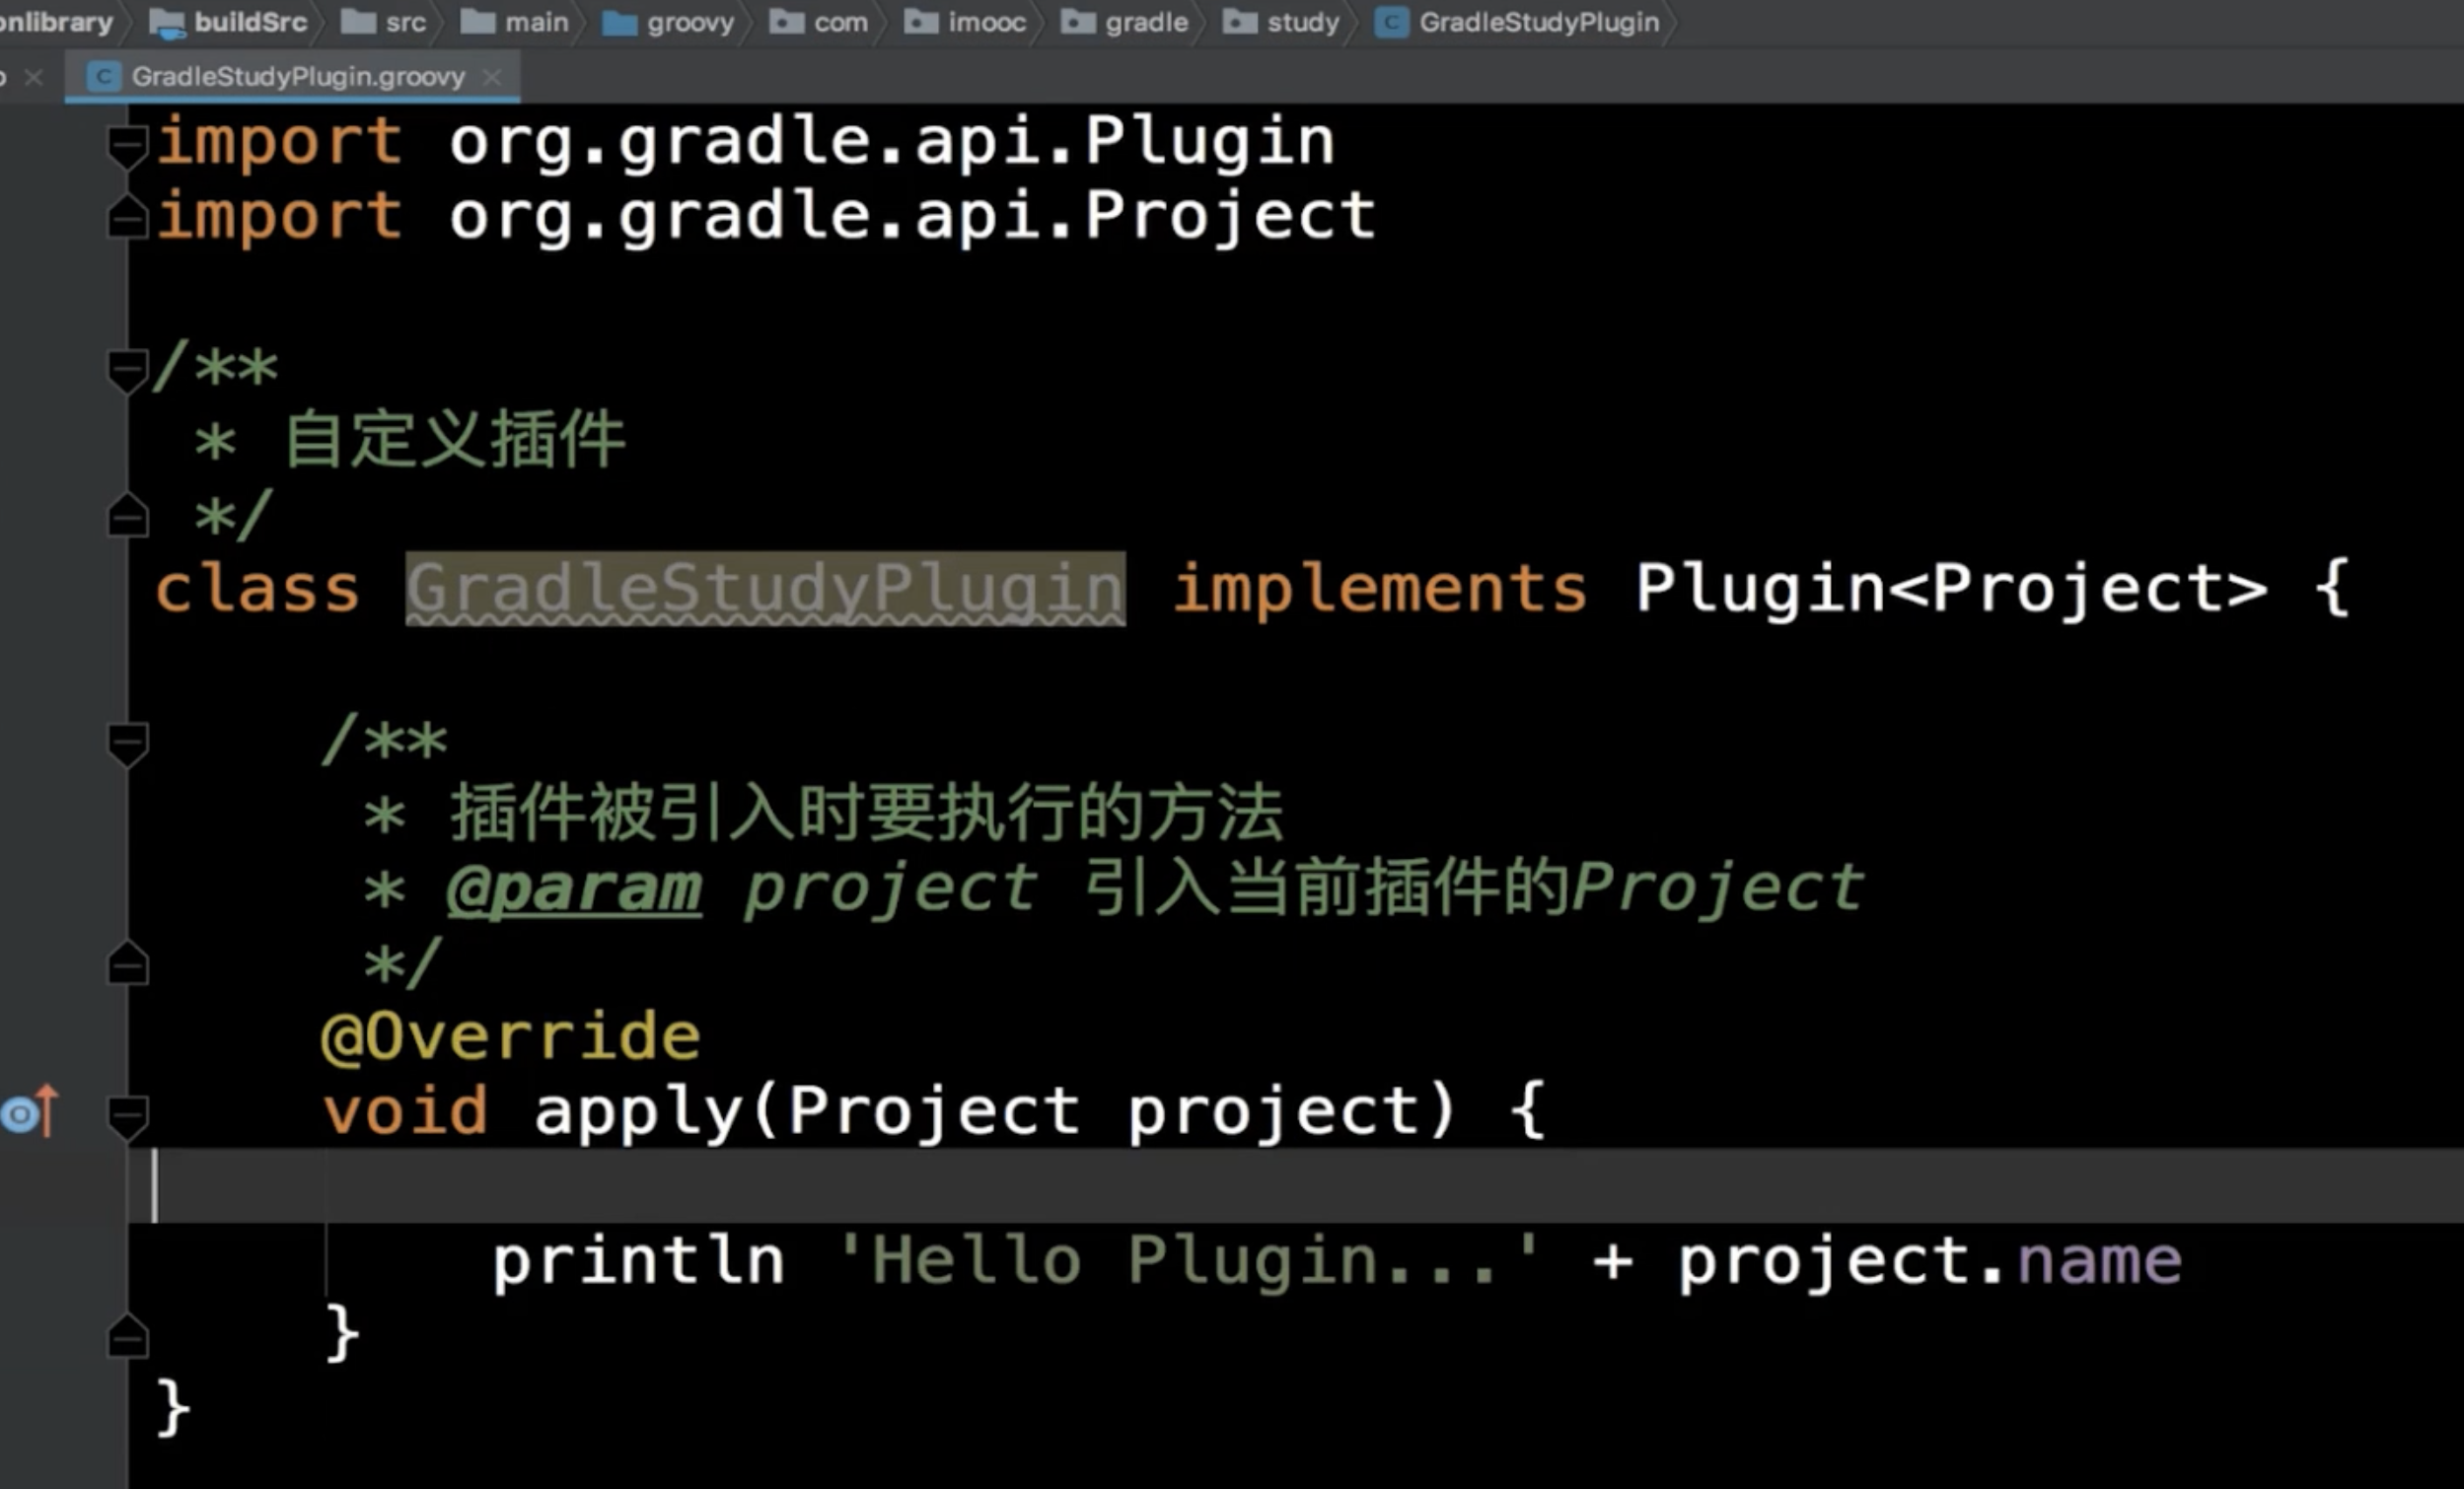 onlibrary buildSrc src main groovy com imooc gradle study GradleStudyPlugin
GradleStudyPlugin.groovy
import org.gradle.api.Plugin
import org.gradle.api.Project
/**
* 自定义插件
*/
class GradleStudyPlugin implements Plugin<Project> {
/**
* 插件被引入时要执行的方法
* @param project 引入当前插件的Project
*/
@Override
void apply(Project project) {
println 'Hello Plugin...' + project.name
}
}